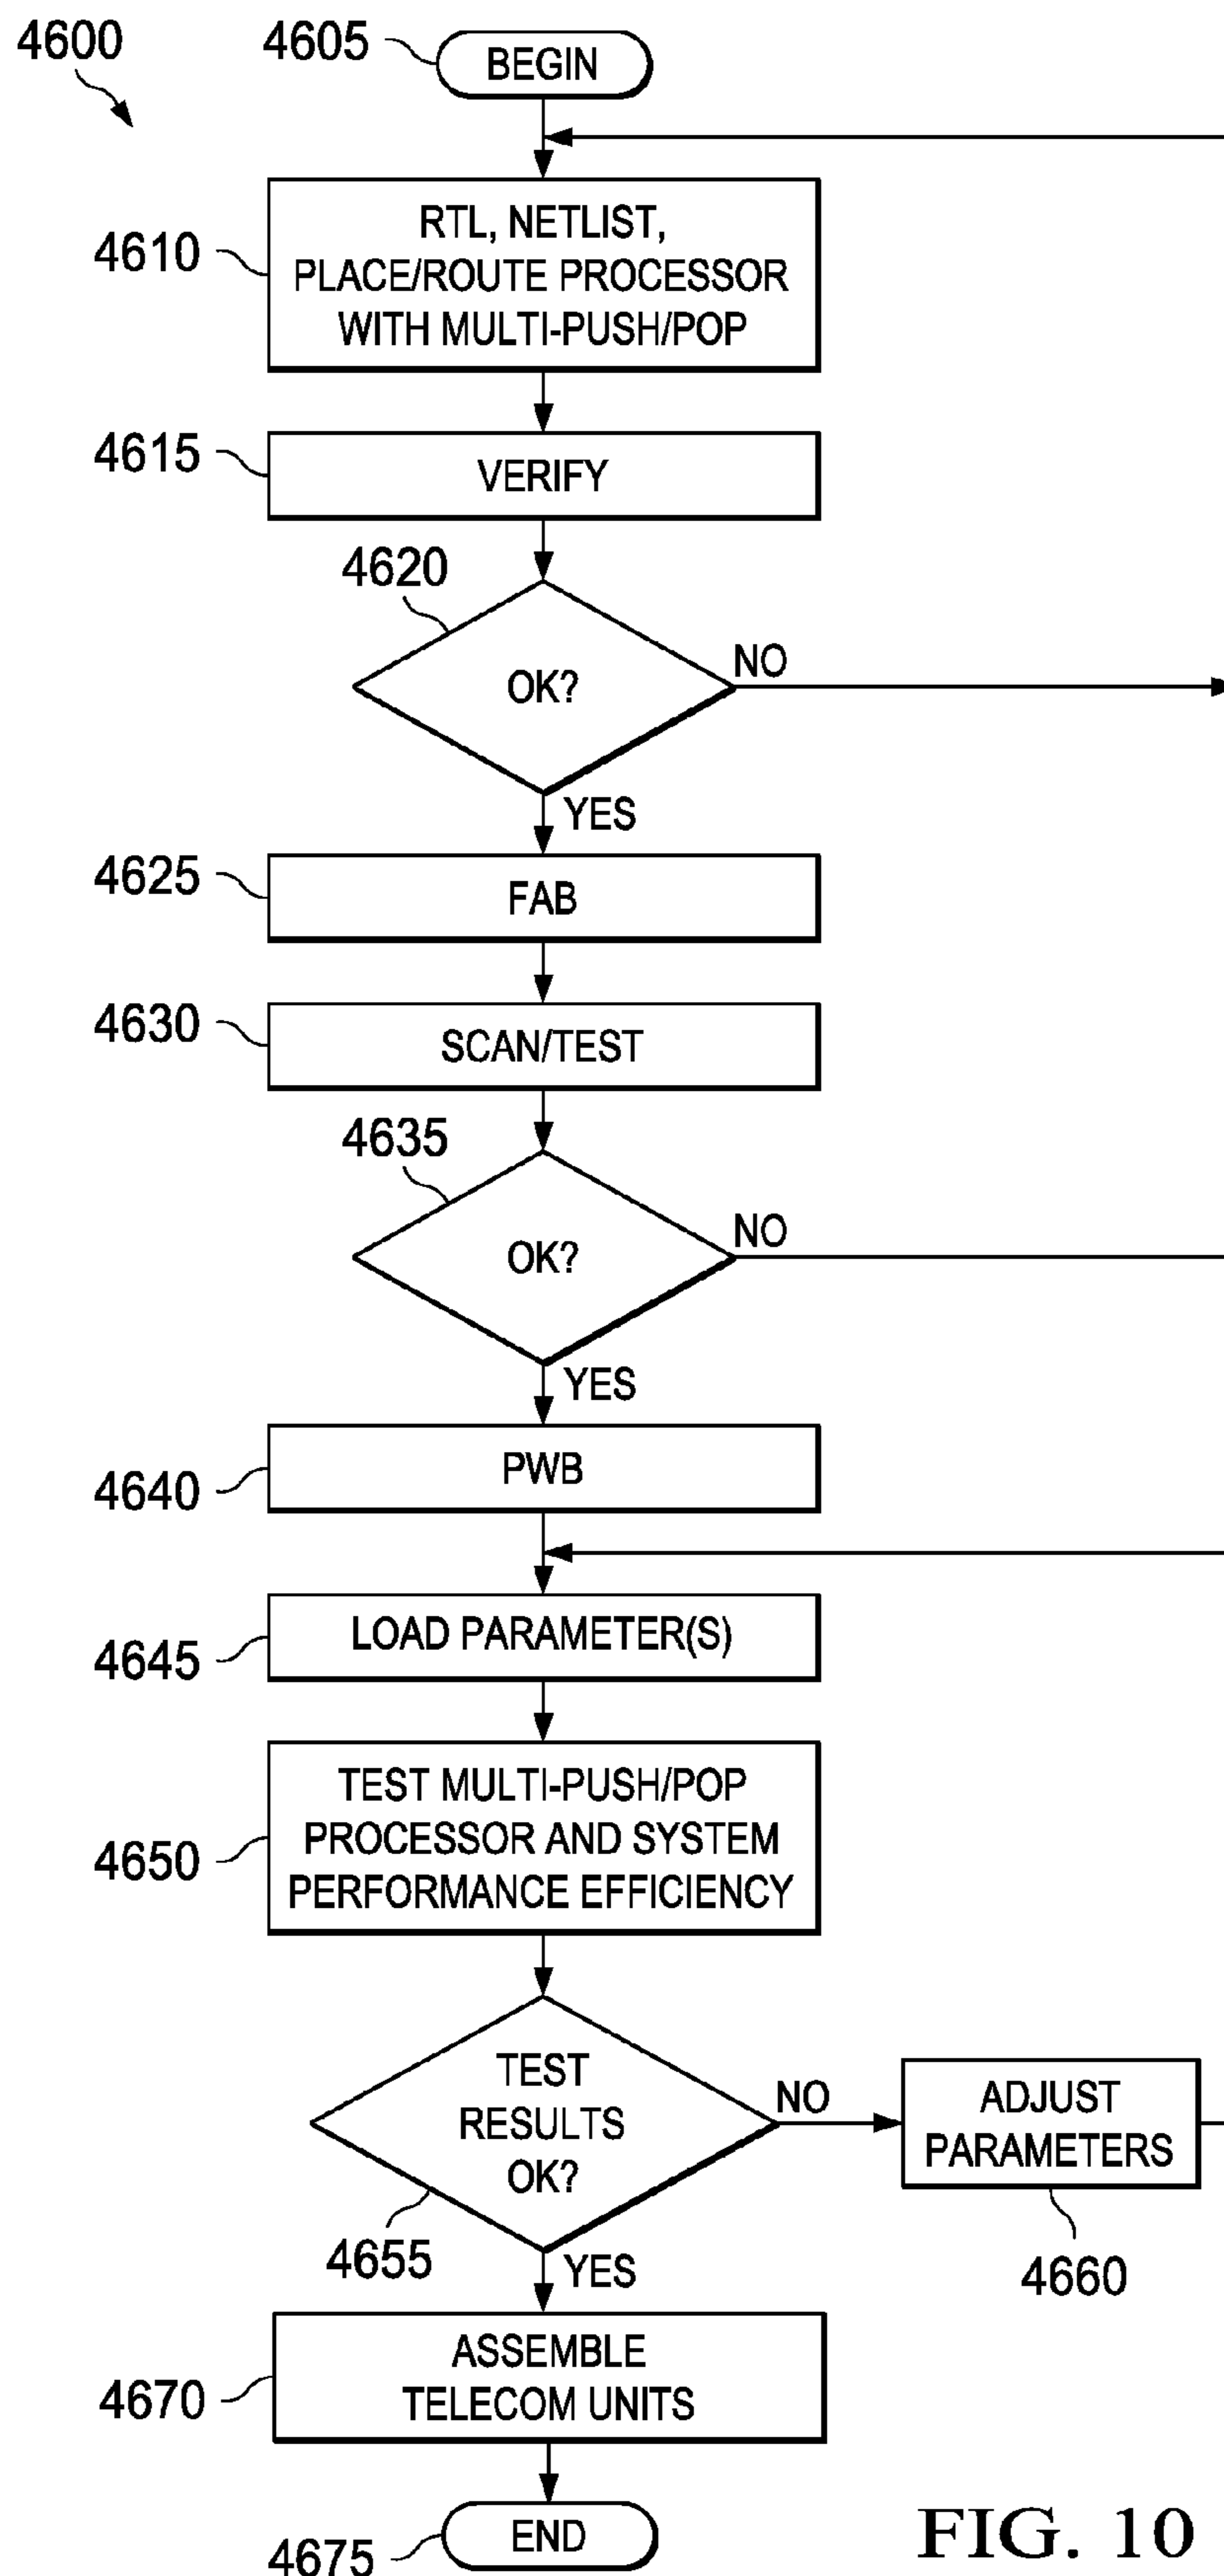 4600
4605
BEGIN
4610
RTL, NETLIST,
PLACE/ROUTE PROCESSOR
WITH MULTI-PUSH/POP
4615
VERIFY
4620
OK?
NO
YES
4625
FAB
4630
SCAN/TEST
4635
OK?
NO
YES
PWB
4640
LOAD PARAMETER(S)
4645
TEST MULTI-PUSH/POP
PROCESSOR AND SYSTEM
PERFORMANCE EFFICIENCY
4650
TEST
RESULTS
OK?
NO
ADJUST
PARAMETERS
4655
YES
4660
ASSEMBLE
TELECOM UNITS
4670
END
4675
FIG. 10